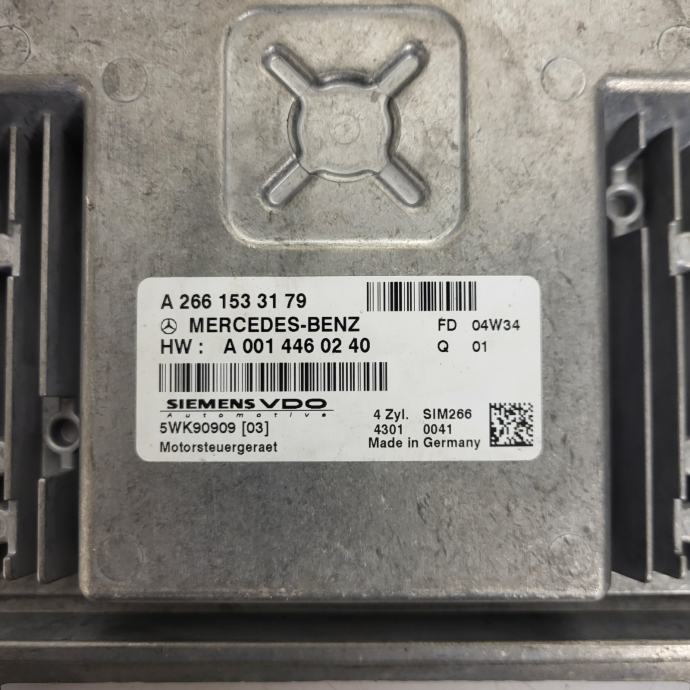 A 266 153 31 79
MERCEDES-BENZ FD 04W34
HW : A 001 446 02 40 Q 01
SIEMENS VDO
Automotive 4 Zyl. SIM266
5WK90909 [03] 4301 0041
Motorsteuergeraet Made in Germany